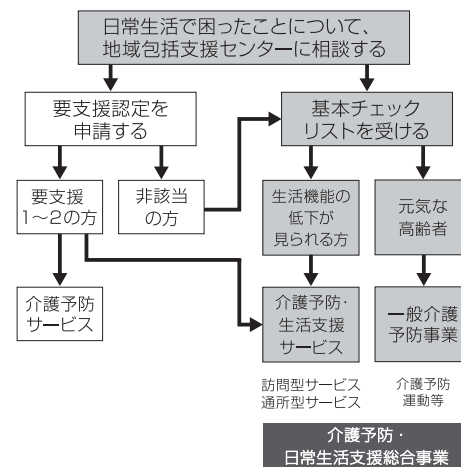 日常生活で困ったことについて、
地域包括支援センターに相談する
要支援認定を
申請する
基本チェック
リストを受ける
要支援
1～2の方
非該当
の方
生活機能の
低下が
見られる方
元気な
高齢者
介護予防
サービス
介護予防・
生活支援
サービス
一般介護
予防事業
訪問型サービス
通所型サービス
介護予防
運動等
介護予防・
日常生活支援総合事業